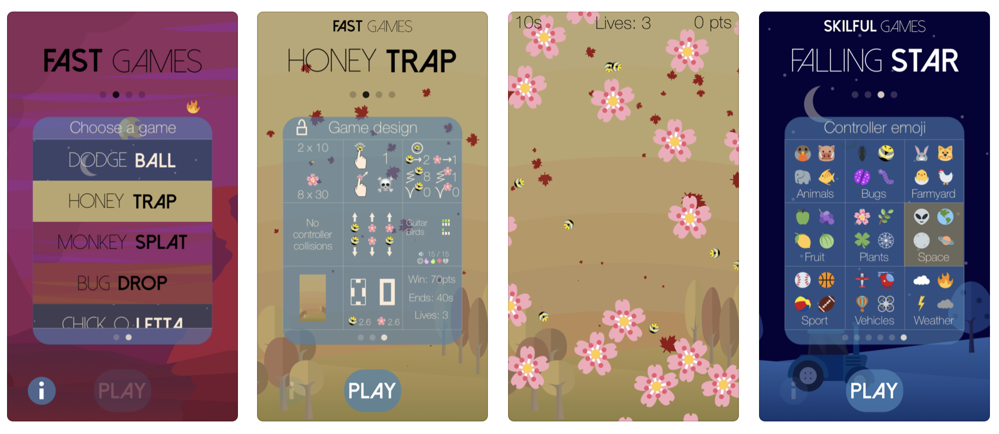 FAST GAMES
Choose a game
DODGE BALL
HONEY TRAP
MONKEY SPLAT
BUG DROP
CHICK O LETTA
i
PLAY
FAST GAMES
HONEY TRAP
Game design
2 x 10
8 x 30
1
2
1
8
1
0
0
No
controller
collisions
Guitar
Birds
15 / 15
2.6
2.6
Win: 70pts
Ends: 40s
Lives: 3
i
PLAY
10s
Lives: 3
0 pts
SKILFUL GAMES
FALLING STAR
Controller emoji
Animals
Bugs
Farmyard
Fruit
Plants
Space
Sport
Vehicles
Weather
i
PLAY